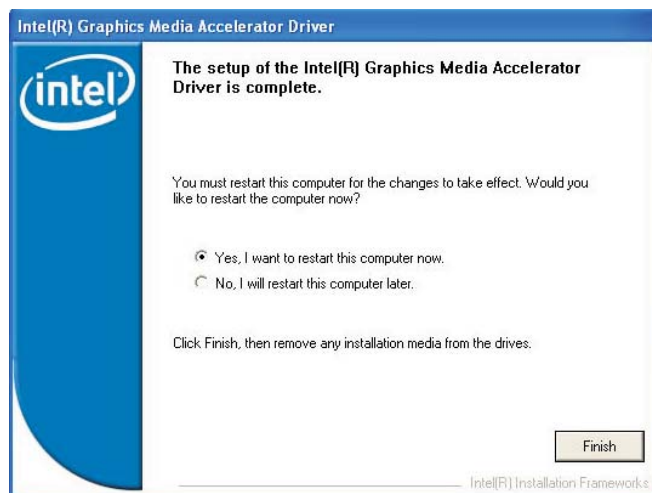 Intel(R) Graphics Media Accelerator Driver
intel
The setup of the Intel(R) Graphics Media Accelerator
Driver is complete.
You must restart this computer for the changes to take effect. Would you
like to restart the computer now?
Yes, I want to restart this computer now.
No, I will restart this computer later.
Click Finish, then remove any installation media from the drives.
Finish
Intel(R) Installation Frameworks